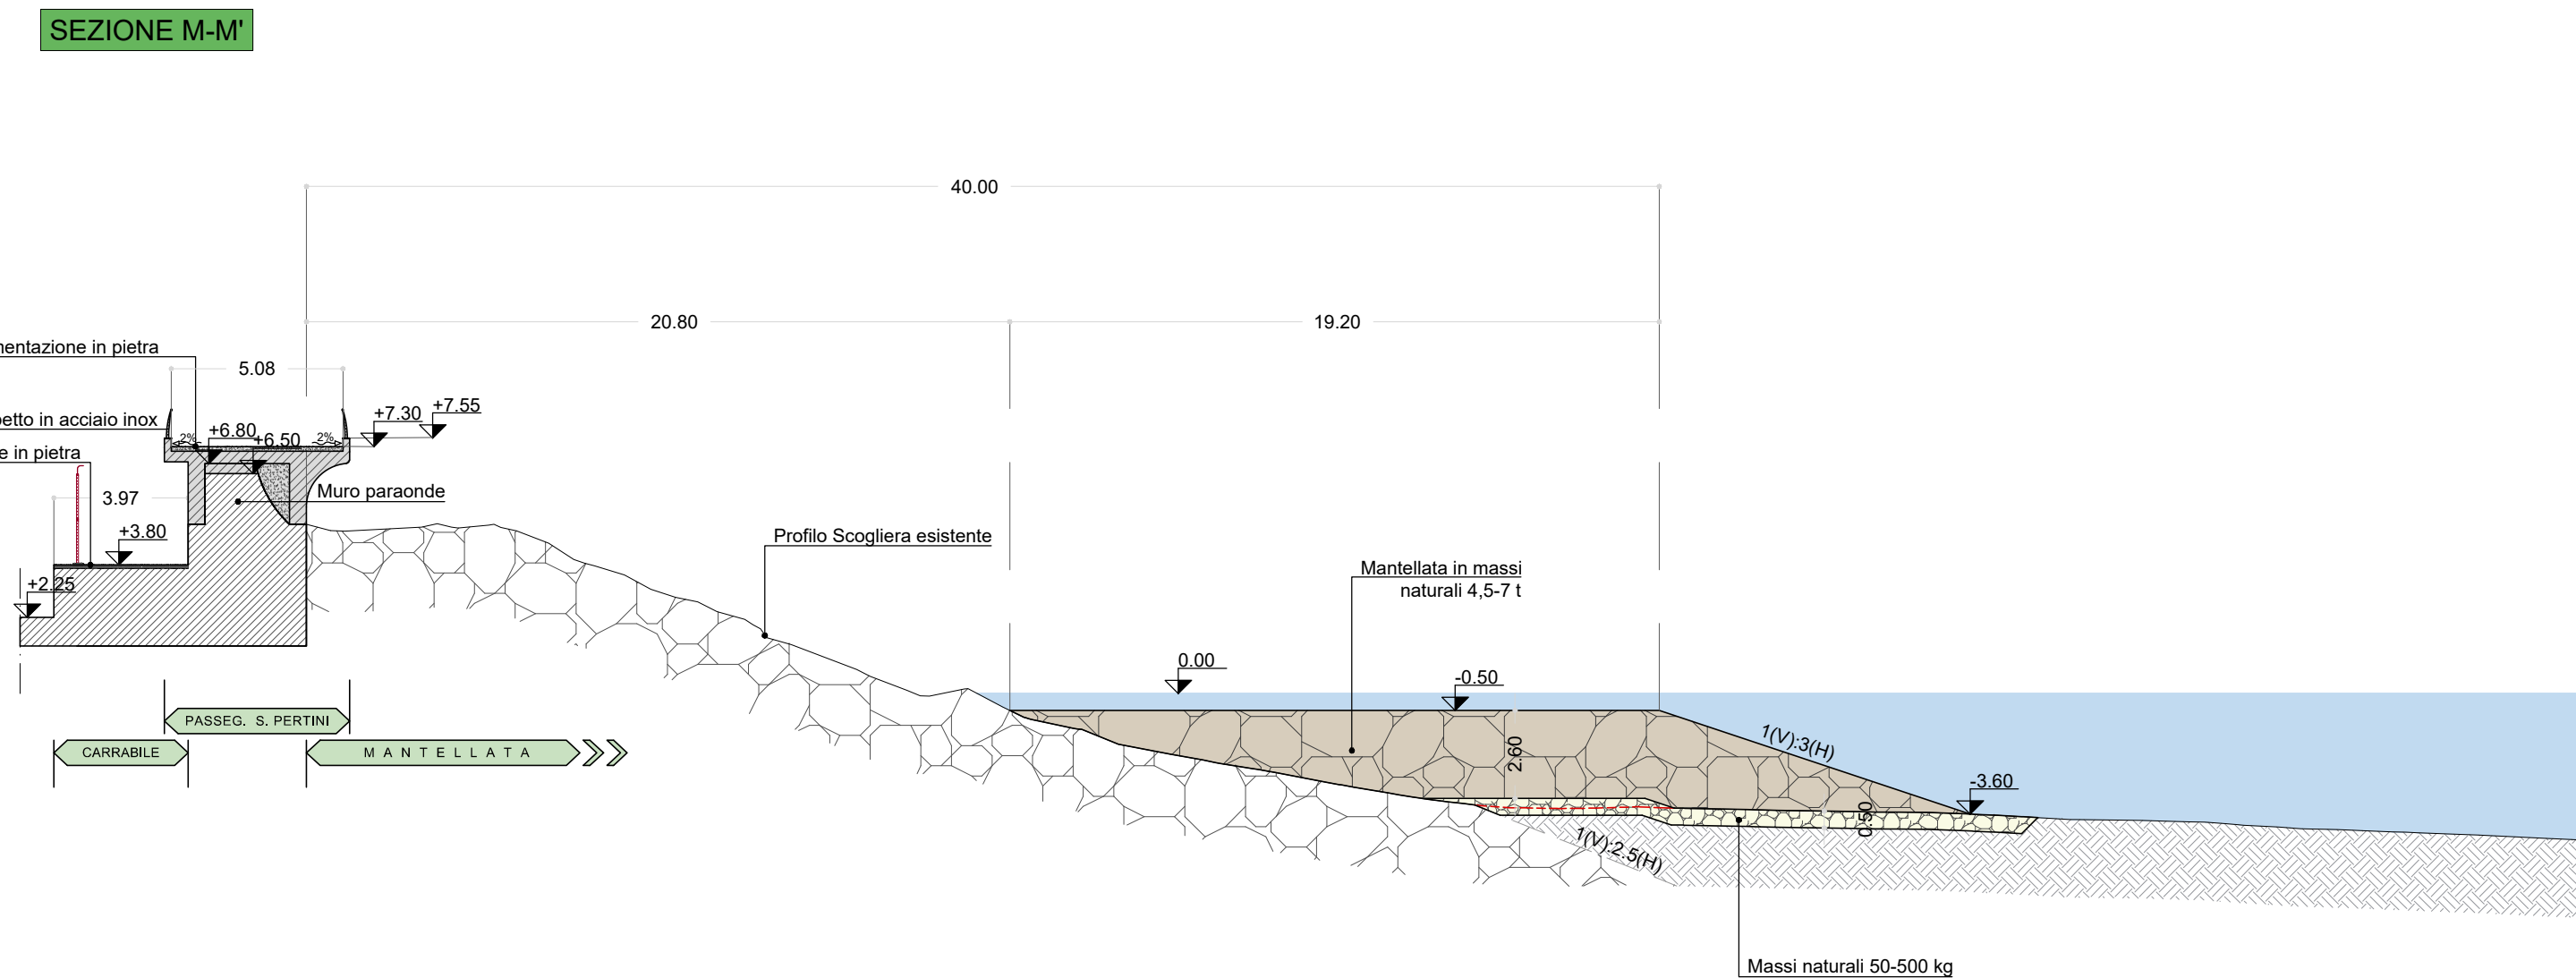 SEZIONE M-M'
40.00
20.80
19.20
mentazione in pietra
5.08
petto in acciaio inox
+7.30
+7.55
2%
+6.80
+6.50
2%
e in pietra
Muro paraonde
3.97
+3.80
Profilo Scogliera esistente
+2.25
Mantellata in massi
naturali 4,5-7 t
0.00
-0.50
PASSEG. S. PERTINI
CARRABILE
MANTELLATA
2.60
1(V):3(H)
-3.60
0.50
1(V):2.5(H)
Massi naturali 50-500 kg